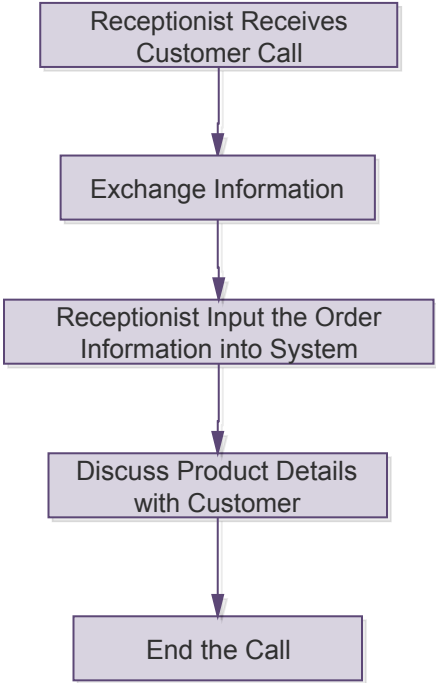 Receptionist Receives
Customer Call
Exchange Information
Receptionist Input the Order
Information into System
Discuss Product Details
with Customer
End the Call